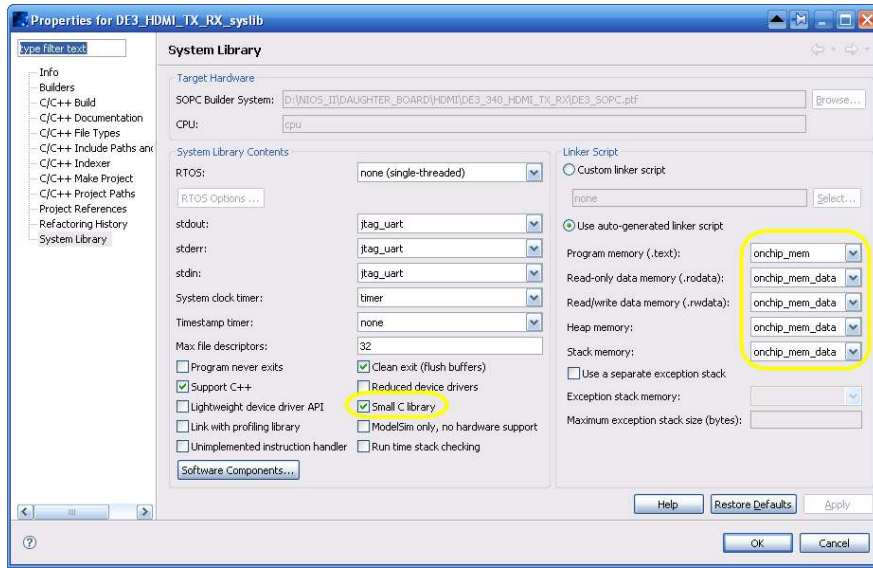 Properties for DE3_HDMI_TX_RX_syslib
type filter text
Info
Builders
C/C++ Build
C/C++ Documentation
C/C++ File Types
C/C++ Include Paths and
C/C++ Indexer
C/C++ Make Project
C/C++ Project Paths
Project References
Refactoring History
System Library
System Library
Target Hardware
SOPC Builder System: D:\NIOS_II\DAUGHTER_BOARD\HDMI\DE3_340_HDMI_TX_RX\DE3_SOPC.ptf Browse...
CPU: cpu
System Library Contents
RTOS: none (single-threaded)
RTOS Options ...
stdout: jtag_uart
stderr: jtag_uart
stdin: jtag_uart
System clock timer: timer
Timestamp timer: none
Max file descriptors: 32
Program never exits Clean exit (flush buffers)
Support C++ Reduced device drivers
Lightweight device driver API Small C library
Link with profiling library ModelSim only, no hardware support
Unimplemented instruction handler Run time stack checking
Software Components...
Linker Script
Custom linker script
none Select...
Use auto-generated linker script
Program memory (.text): onchip_mem
Read-only data memory (.rodata): onchip_mem_data
Read/write data memory (.rwdata): onchip_mem_data
Heap memory: onchip_mem_data
Stack memory: onchip_mem_data
Use a separate exception stack
Exception stack memory:
Maximum exception stack size (bytes):
Help Restore Defaults Apply
OK Cancel